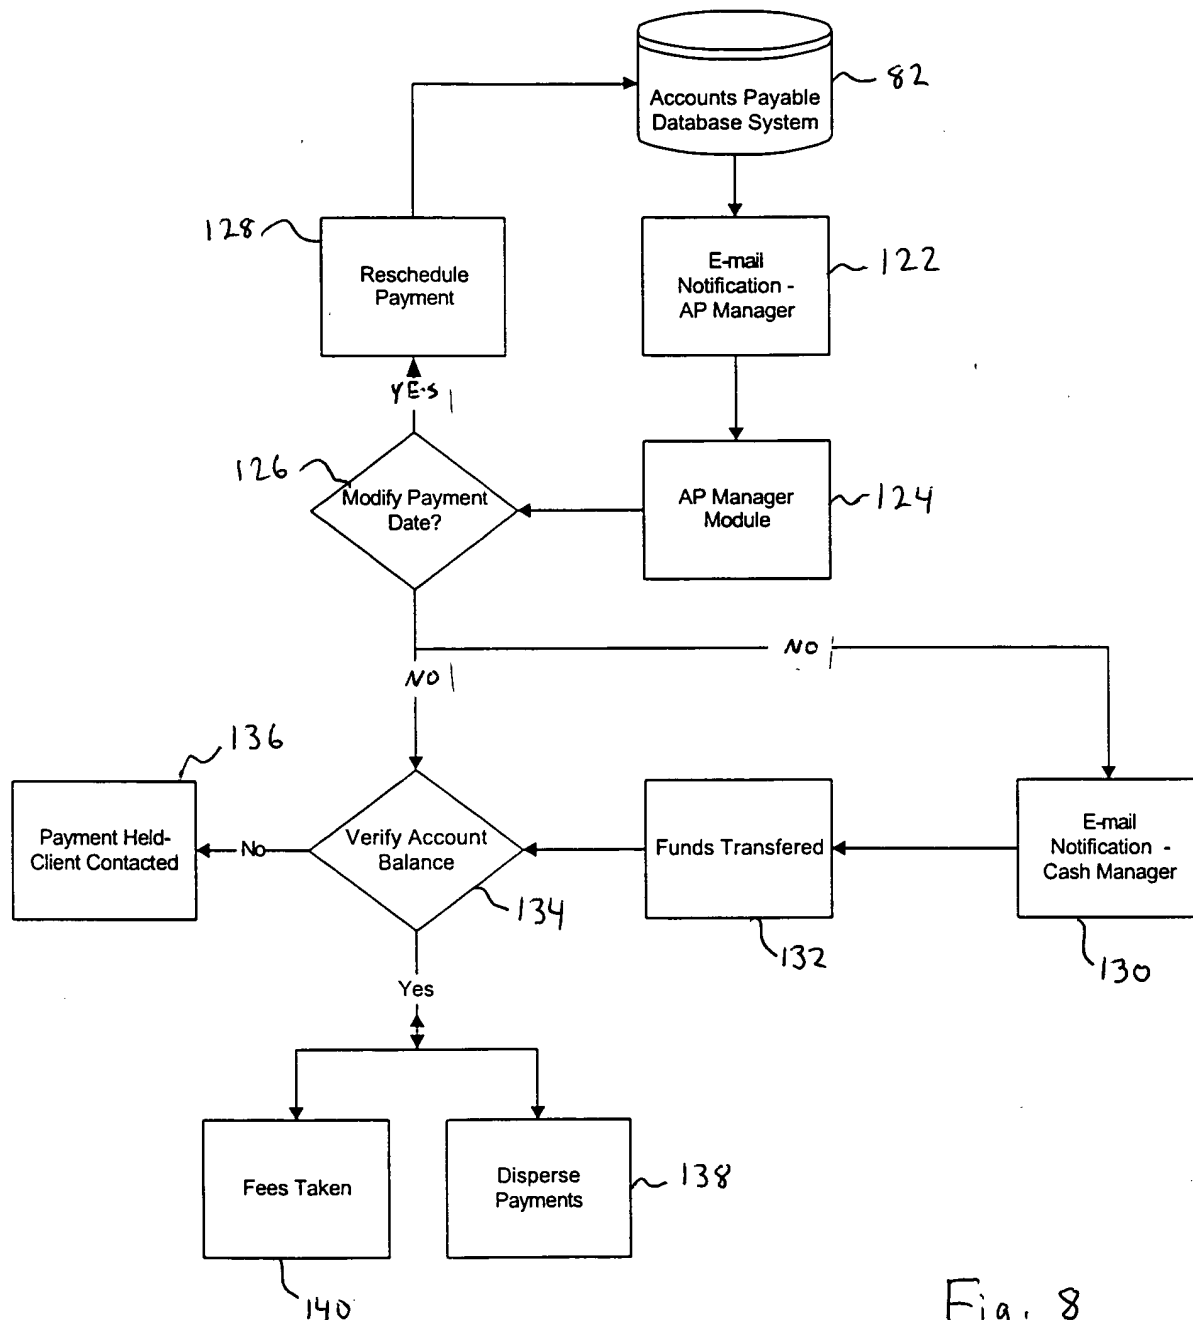 Accounts Payable
Database System
82
128
Reschedule
Payment
E-mail
Notification -
AP Manager
122
YES
126
Modify Payment
Date?
AP Manager
Module
124
NO
NO
136
Payment Held-
Client Contacted
No
Verify Account
Balance
134
Funds Transfered
132
E-mail
Notification -
Cash Manager
130
Yes
Fees Taken
140
Disperse
Payments
138
Fig. 8